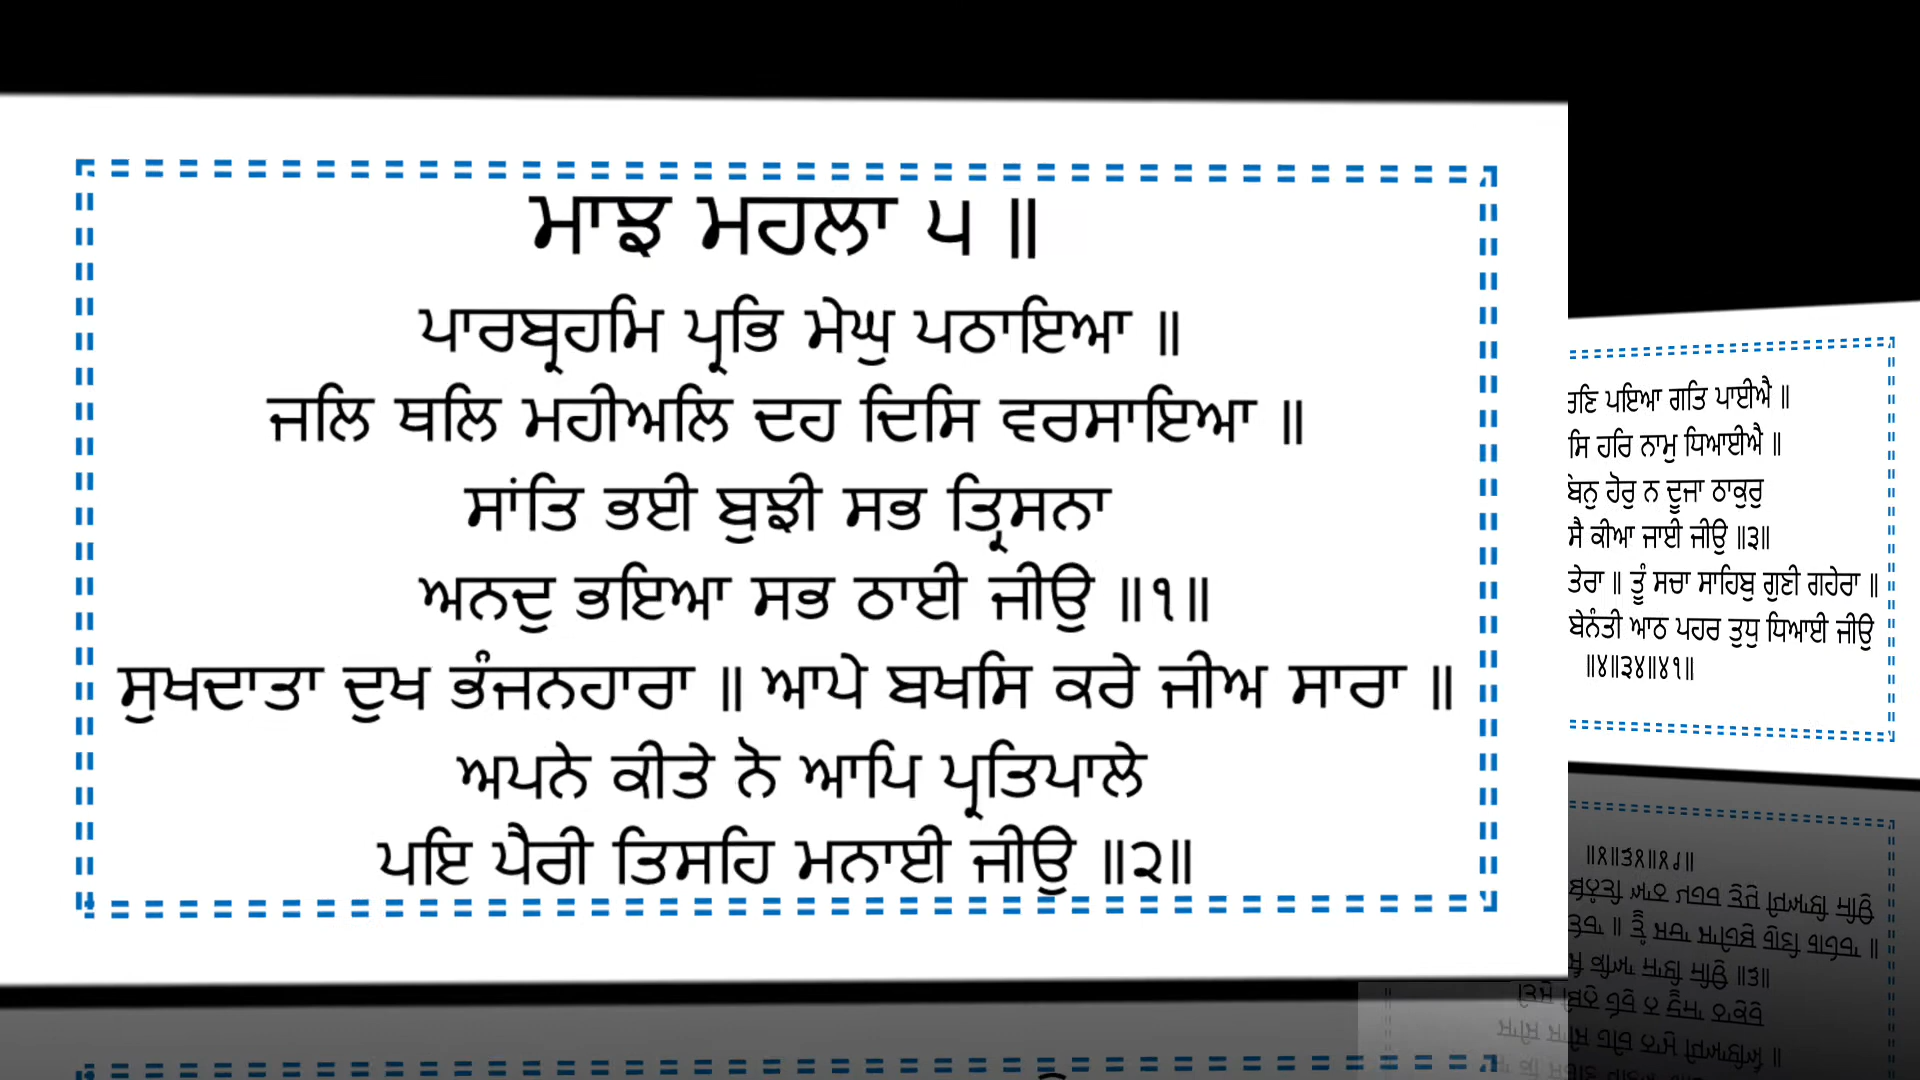 ਮਾਝ ਮਹਲਾ ੫ ॥
ਪਾਰਬ੍ਰਹਮਿ ਪ੍ਰਭਿ ਮੇਘੁ ਪਠਾਇਆ ॥
ਜਲਿ ਥਲਿ ਮਹੀਅਲਿ ਦਹ ਦਿਸਿ ਵਰਸਾਇਆ ॥
ਸਾਂਤਿ ਭਈ ਬੁਝੀ ਸਭ ਤ੍ਰਿਸਨਾ
ਅਨਦੁ ਭਇਆ ਸਭ ਠਾਈ ਜੀਉ ॥੧॥
ਸੁਖਦਾਤਾ ਦੁਖ ਭੰਜਨਹਾਰਾ ॥ ਆਪੇ ਬਖਸਿ ਕਰੇ ਜੀਅ ਸਾਰਾ ॥
ਅਪਨੇ ਕੀਤੇ ਨੋ ਆਪਿ ਪ੍ਰਤਿਪਾਲੇ
ਪਇ ਪੈਰੀ ਤਿਸਹਿ ਮਨਾਈ ਜੀਉ ॥੨॥
ਪਇਆ ਗਤਿ ਪਾਈਐ ॥
ਹਰਿ ਨਾਮੁ ਧਿਆਈਐ ॥
ਹੋਰੁ ਨ ਦੂਜਾ ਠਾਕੁਰੁ
ਕੀਆ ਜਾਈ ਜੀਉ ॥੩॥
ਤੇਰਾ ॥ ਤੂੰ ਸਚਾ ਸਾਹਿਬੁ ਗੁਣੀ ਗਹੇਰਾ ॥
ਬੇਨੰਤੀ ਆਠ ਪਹਰ ਤੁਧੁ ਧਿਆਈ ਜੀਉ
॥੪॥੩੪॥੪੧॥